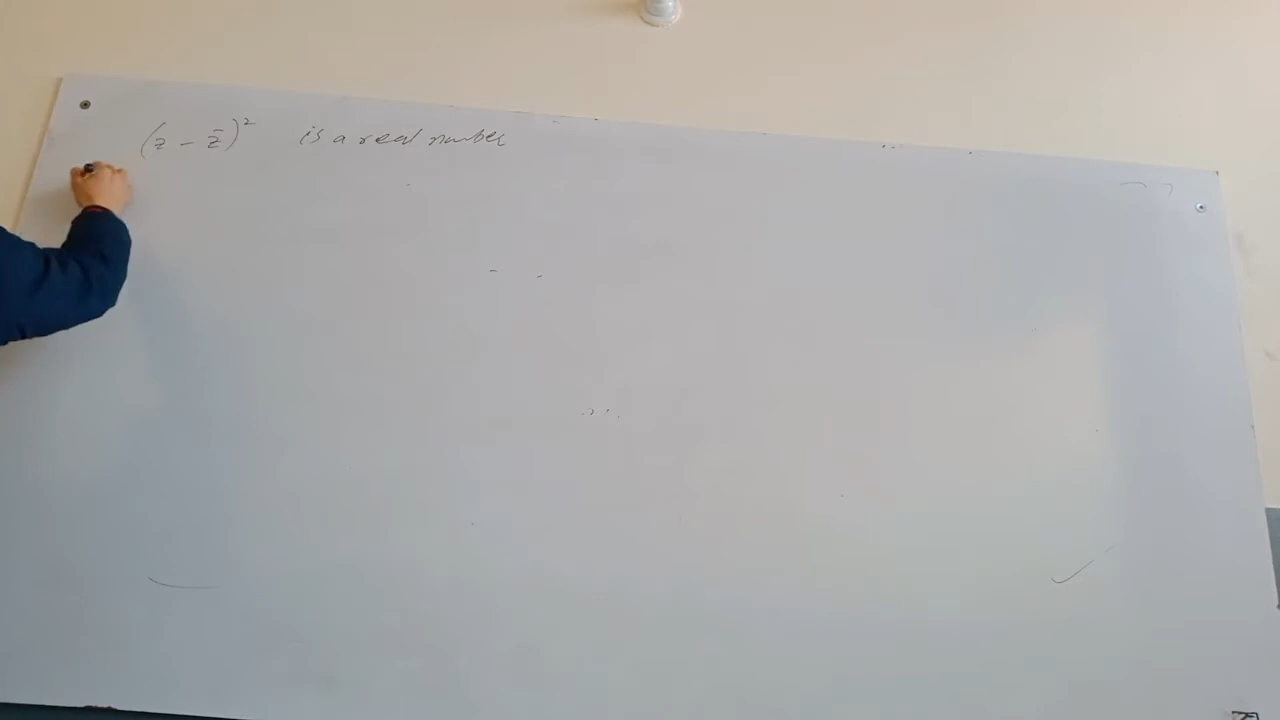 (z - z̄)² is a real number